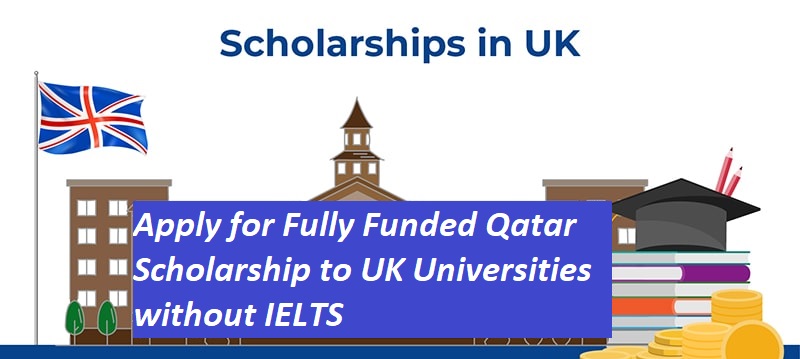 Scholarships in UK
Apply for Fully Funded Qatar
Scholarship to UK Universities
without IELTS